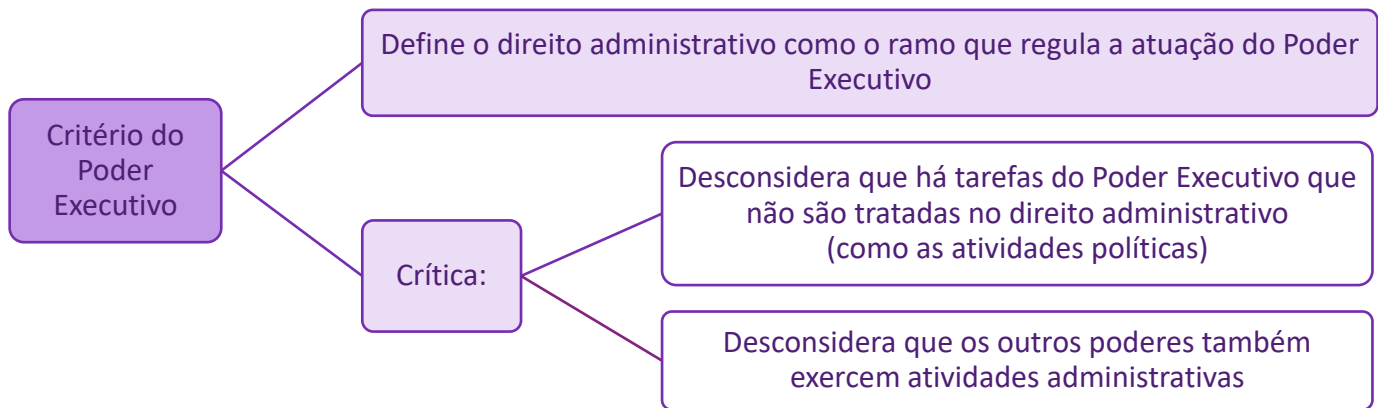 Critério do
Poder
Executivo
Define o direito administrativo como o ramo que regula a atuação do Poder
Executivo
Crítica:
Desconsidera que há tarefas do Poder Executivo que
não são tratadas no direito administrativo
(como as atividades políticas)
Desconsidera que os outros poderes também
exercem atividades administrativas